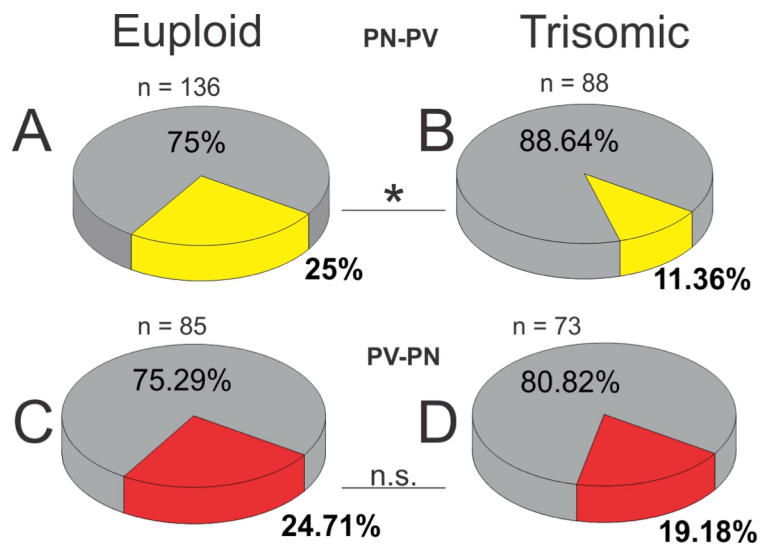 Euploid PN-PV Trisomic
n = 136 n = 88
A 75% B 88.64%
*
25% 11.36%
n = 85 n = 73
PV-PN
75.29% 80.82%
C D
n.s.
24.71% 19.18%